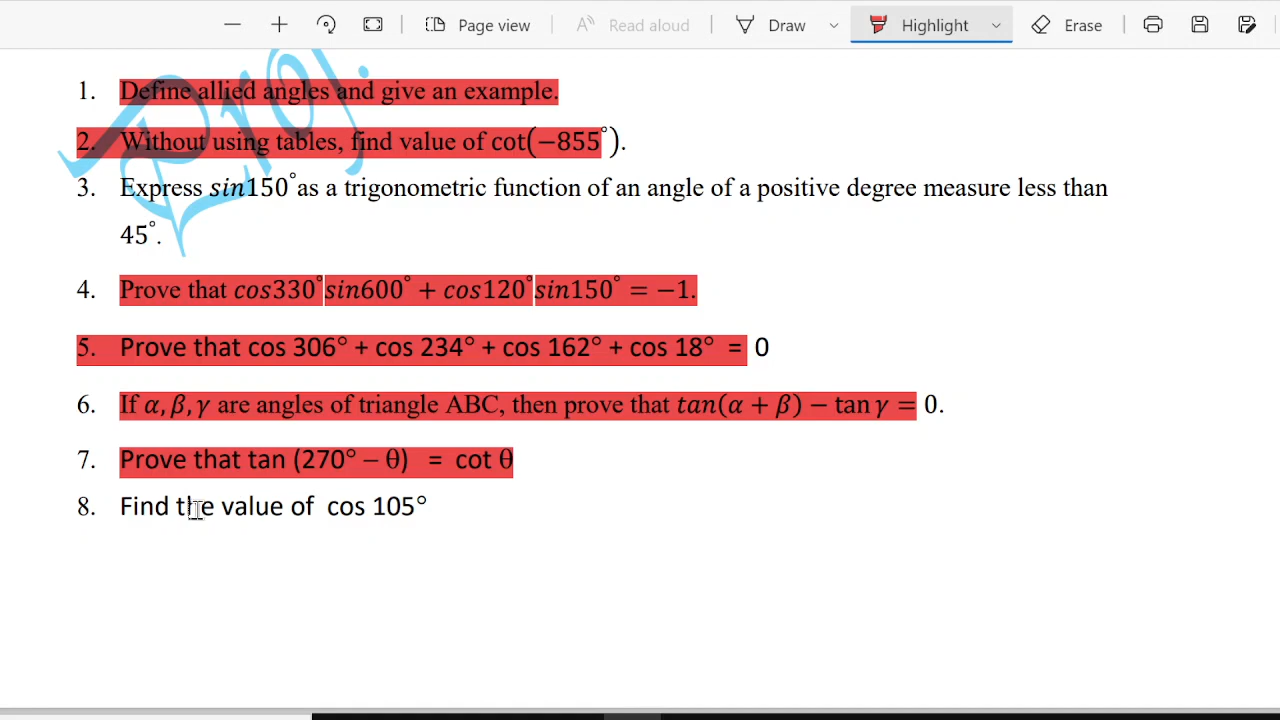 Page view Read aloud Draw Highlight Erase
Proj.
1. Define allied angles and give an example.
2. Without using tables, find value of cot(−855°).
3. Express sin150° as a trigonometric function of an angle of a positive degree measure less than
45°.
4. Prove that cos330°sin600° + cos120°sin150° = −1.
5. Prove that cos 306° + cos 234° + cos 162° + cos 18° = 0
6. If α, β, γ are angles of triangle ABC, then prove that tan(α + β) − tan γ = 0.
7. Prove that tan (270° − θ) = cot θ
8. Find the value of cos 105°